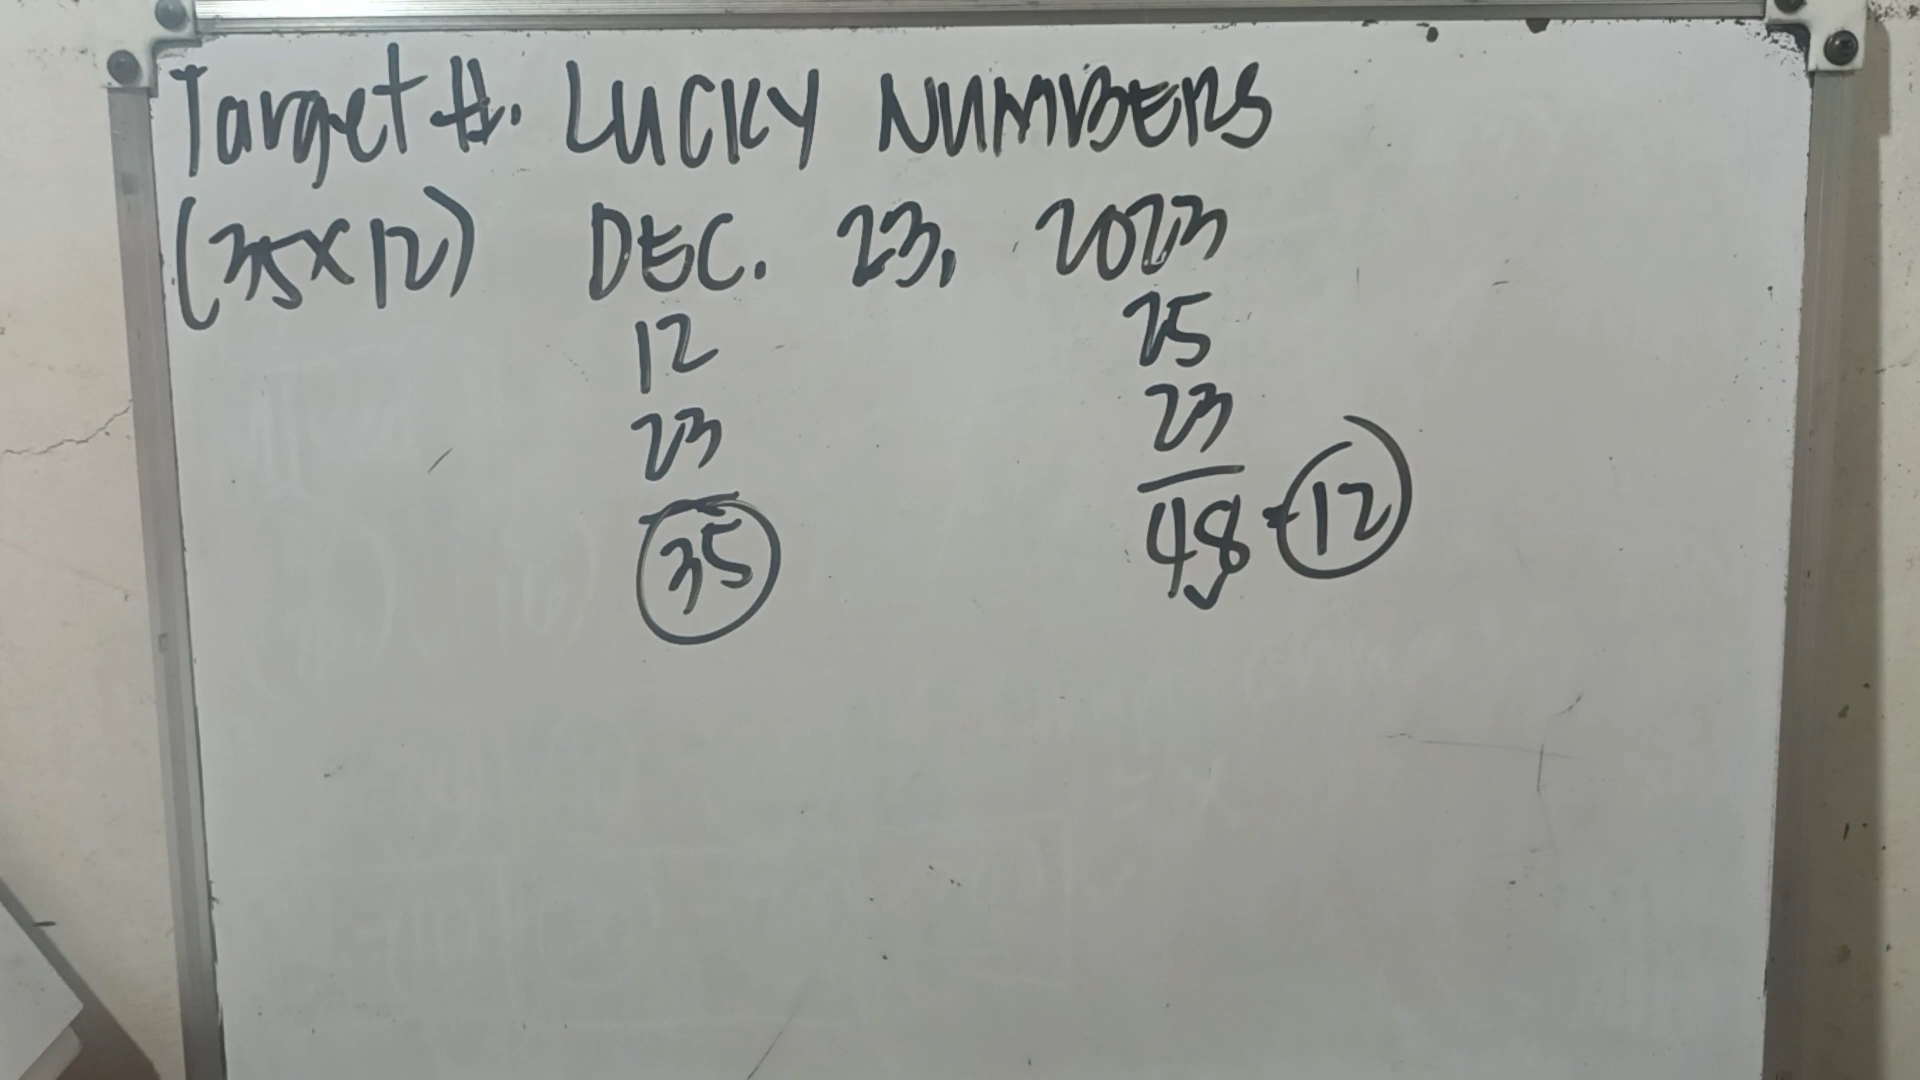 Target #. LUCKY NUMBERS
(35x12) DEC. 23, 2023
12 25
23 23
35 48 = 12